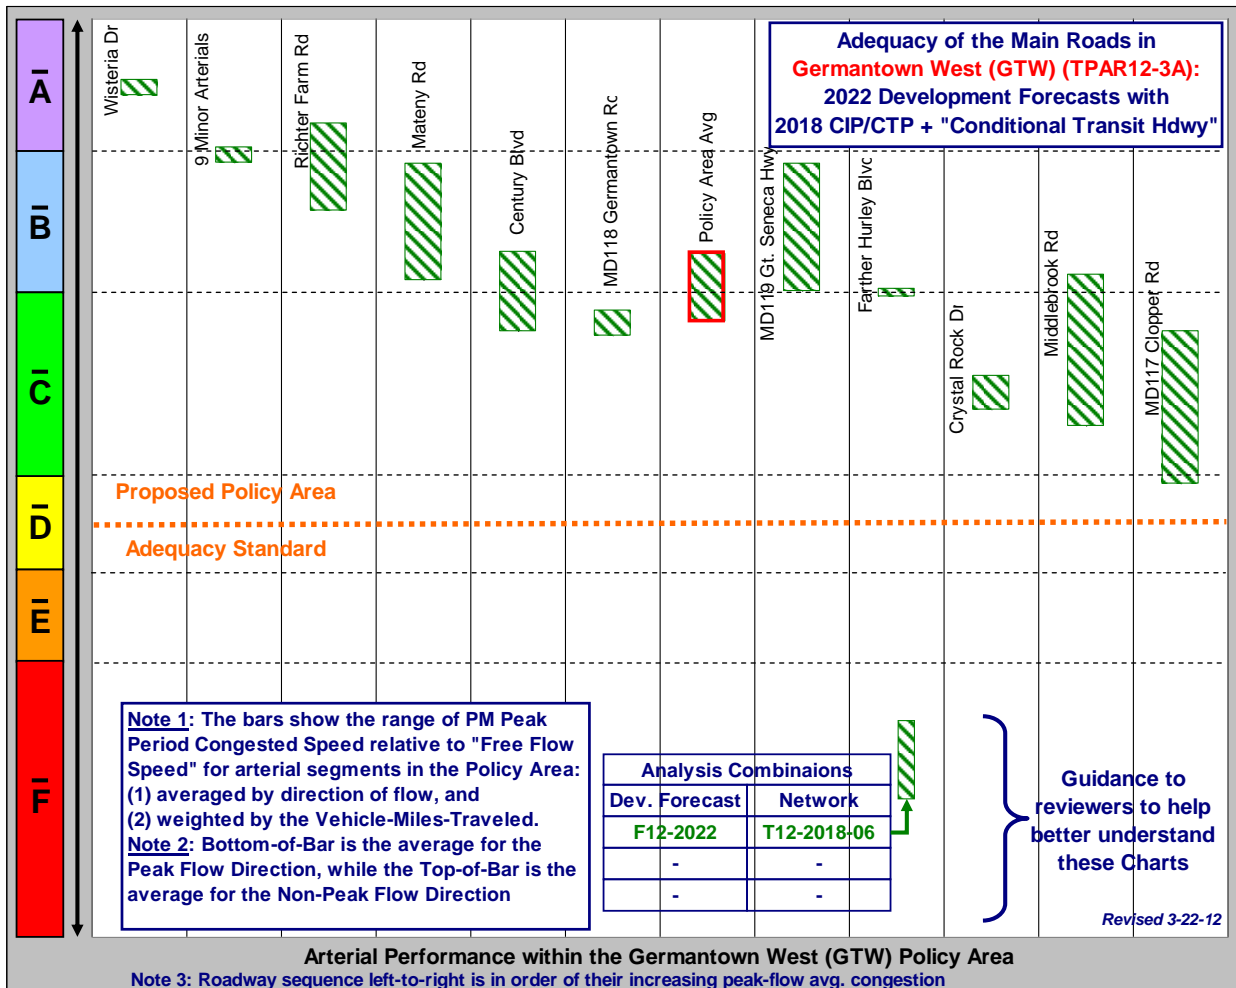 Adequacy of the Main Roads in
Germantown West (GTW) (TPAR12-3A):
2022 Development Forecasts with
2018 CIP/CTP + "Conditional Transit Hdwy"
A
B
C
D
E
F
Wisteria Dr
9 Minor Arterials
Richter Farm Rd
Mateny Rd
Century Blvd
MD118 Germantown Rd
Policy Area Avg
MD119 Gt. Seneca Hwy
Farther Hurley Blvd
Crystal Rock Dr
Middlebrook Rd
MD117 Clopper Rd
Proposed Policy Area
Adequacy Standard
Note 1: The bars show the range of PM Peak
Period Congested Speed relative to "Free Flow
Speed" for arterial segments in the Policy Area:
(1) averaged by direction of flow, and
(2) weighted by the Vehicle-Miles-Traveled.
Note 2: Bottom-of-Bar is the average for the
Peak Flow Direction, while the Top-of-Bar is the
average for the Non-Peak Flow Direction
Analysis Combinaions
Dev. Forecast Network
F12-2022 T12-2018-06
- -
- -
Guidance to
reviewers to help
better understand
these Charts
Revised 3-22-12
Arterial Performance within the Germantown West (GTW) Policy Area
Note 3: Roadway sequence left-to-right is in order of their increasing peak-flow avg. congestion